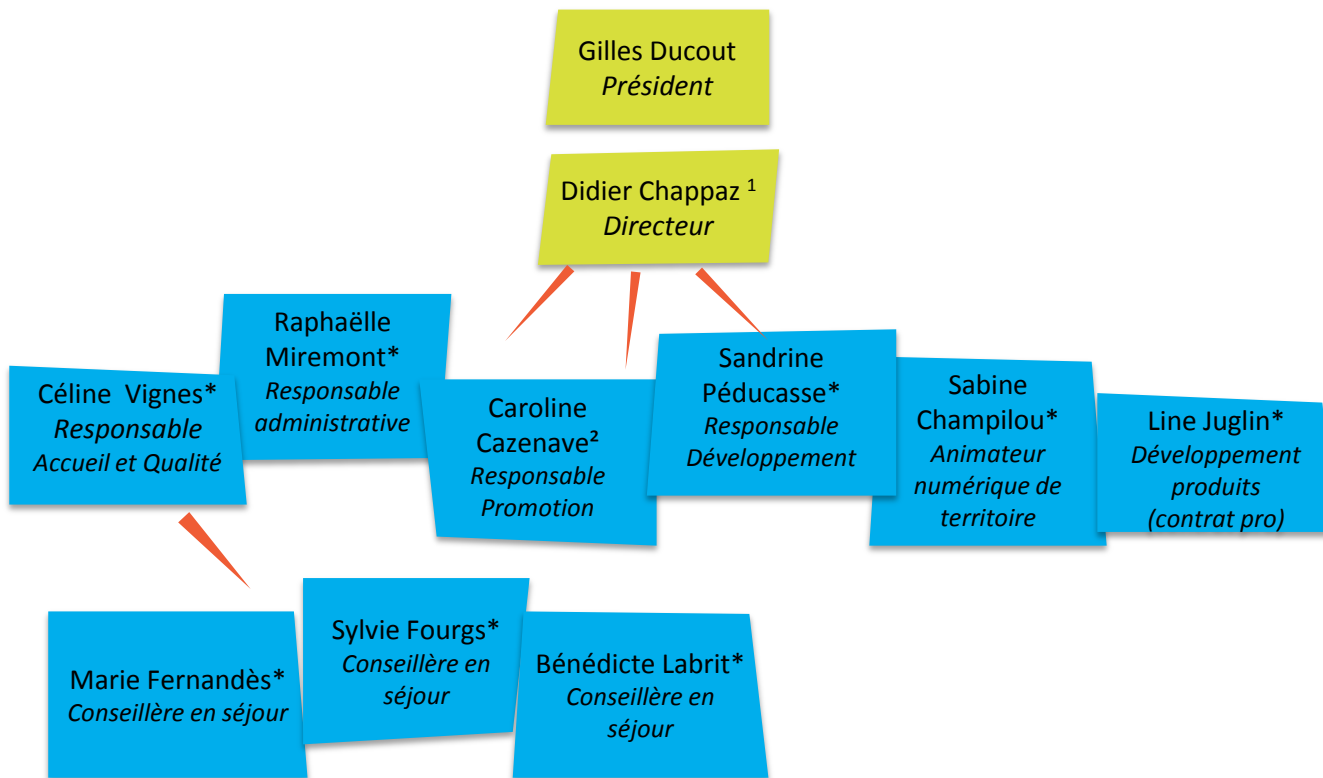 Gilles Ducout
Président
Didier Chappaz ¹
Directeur
Raphaëlle
Miremont*
Responsable
administrative
Céline  Vignes*
Responsable
Accueil et Qualité
Caroline
Cazenave²
Responsable
Promotion
Sandrine
Péducasse*
Responsable
Développement
Sabine
Champilou*
Animateur
numérique de
territoire
Line Juglin*
Développement
produits
(contrat pro)
Marie Fernandès*
Conseillère en séjour
Sylvie Fourgs*
Conseillère en
séjour
Bénédicte Labrit*
Conseillère en
séjour